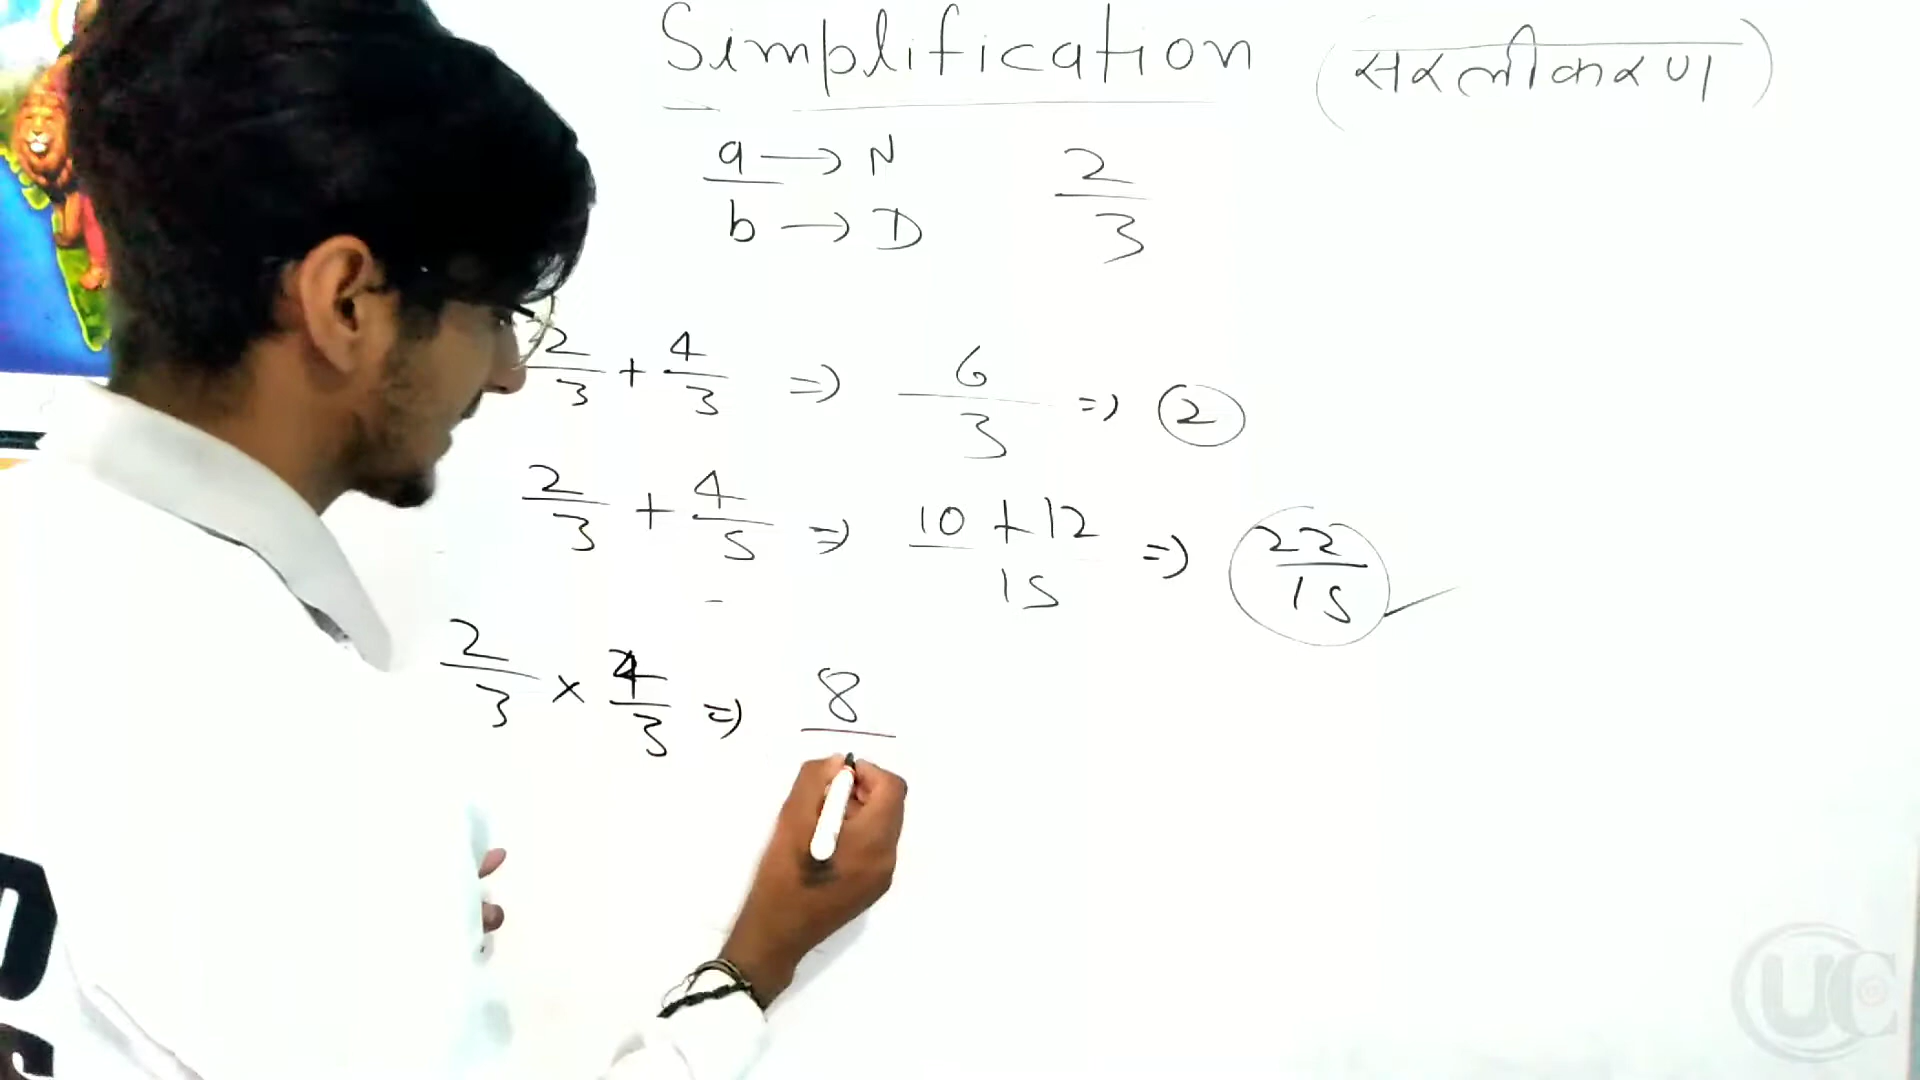 Simplification (सरलीकरण)
a → N
b → D
2/3
2/3 + 4/3 ⇒ 6/3 ⇒ 2
2/3 + 4/5 ⇒ 10 + 12/15 ⇒ 22/15
2/3 × 4/3 ⇒ 8/
UC